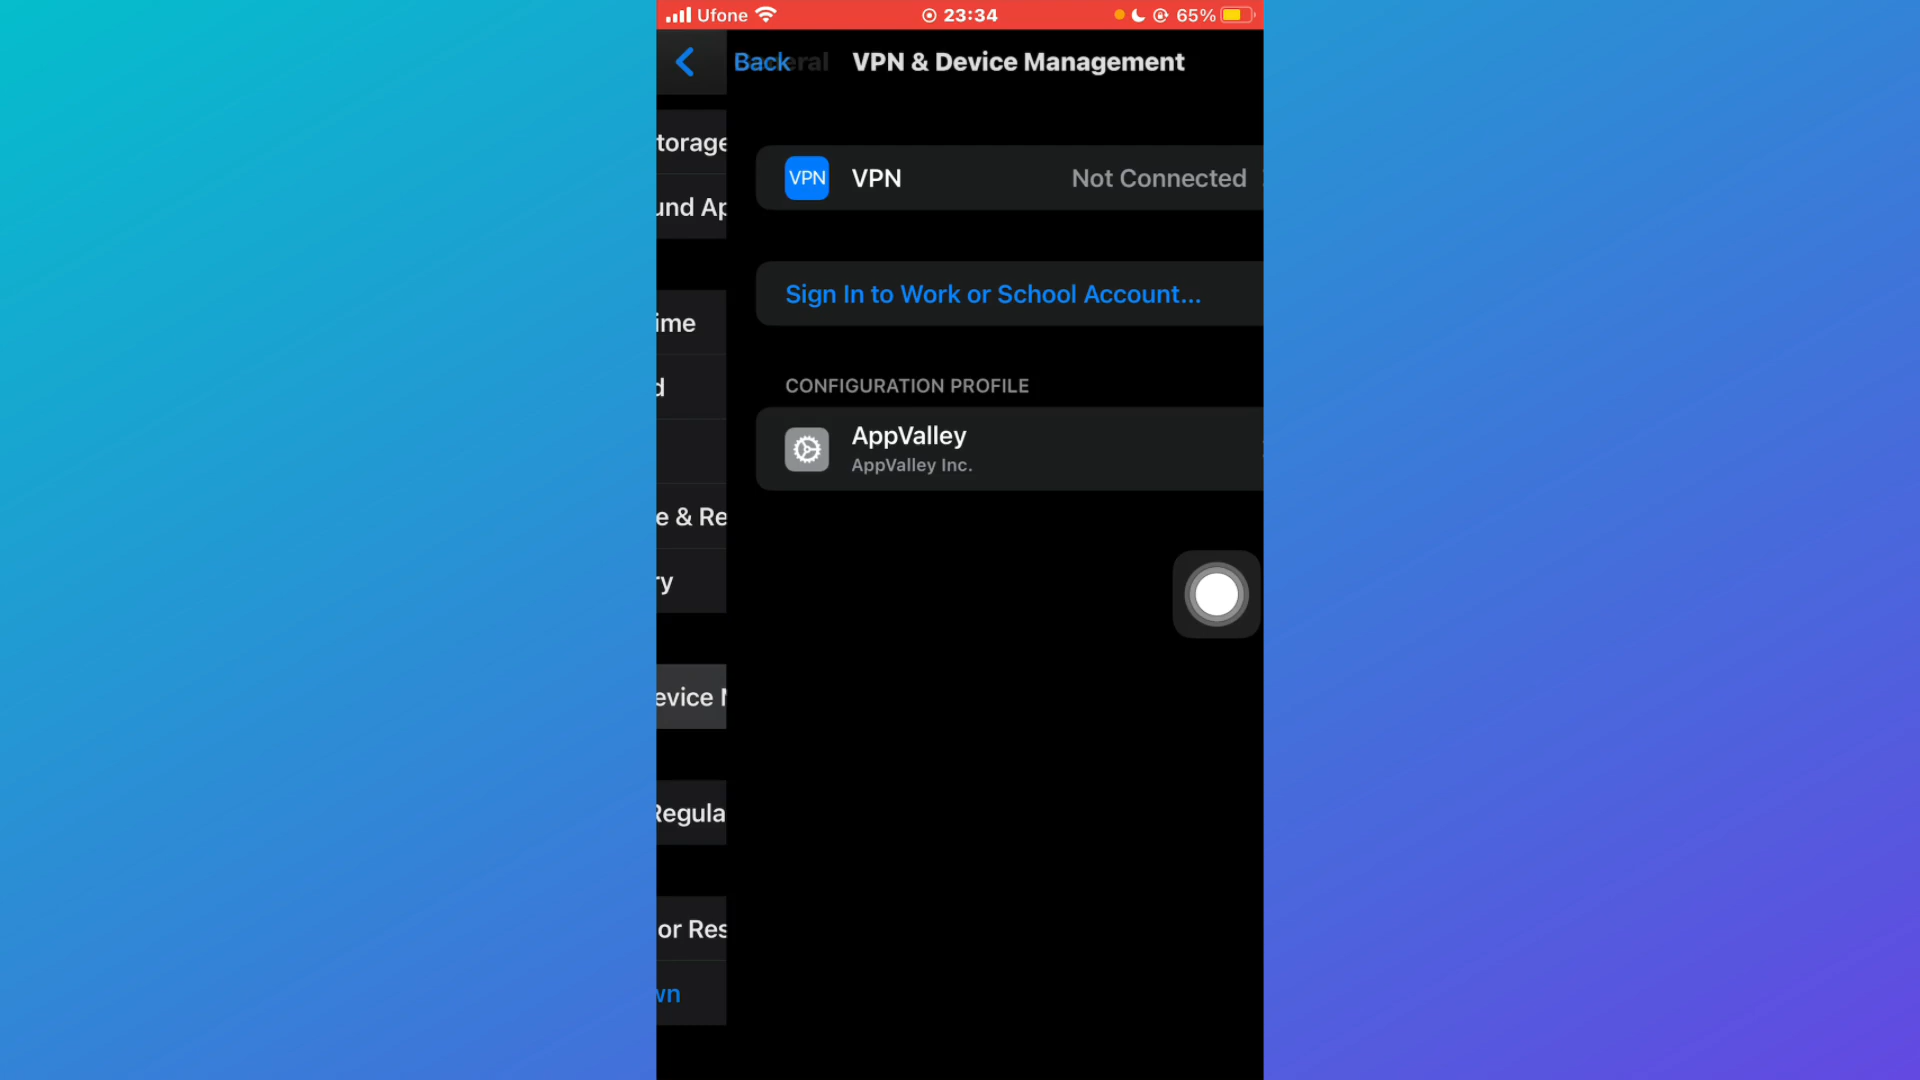 Ufone 23:34 65%
Back eral VPN & Device Management
torage
VPN VPN Not Connected
und Ap
Sign In to Work or School Account...
ime
CONFIGURATION PROFILE
d
AppValley
AppValley Inc.
e & Re
ry
evice M
Regula
or Res
wn